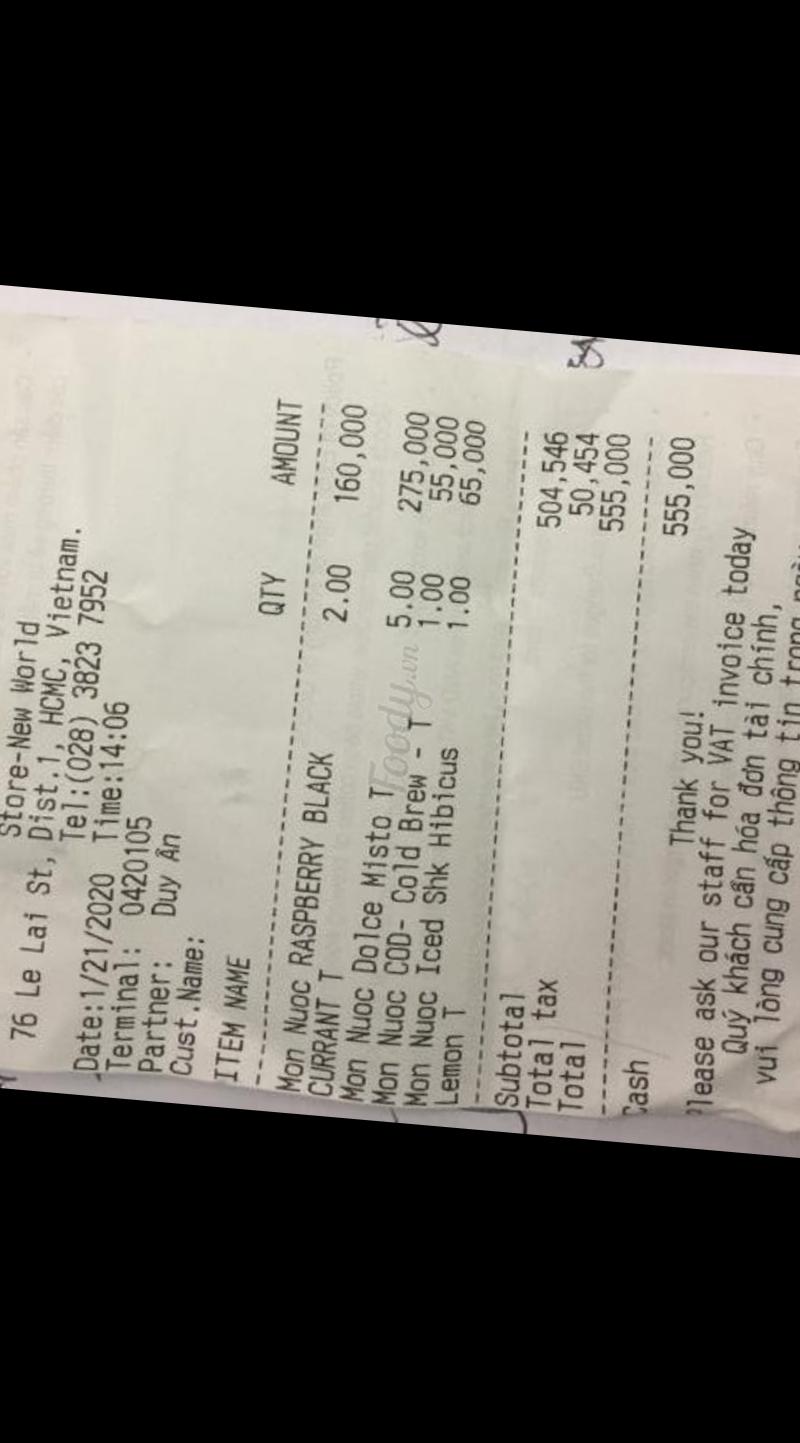 Store-New World
76 Le Lai St, Dist.1, HCMC, Vietnam.
Tel:(028) 3823 7952
Date:1/21/2020 Time:14:06
Terminal: 0420105
Partner: Duy Ân
Cust.Name:
ITEM NAME QTY AMOUNT
Mon Nuoc RASPBERRY BLACK 2.00 160,000
CURRANT T
Mon Nuoc Dolce Misto T 5.00 275,000
Mon Nuoc COD- Cold Brew - T 1.00 55,000
Mon Nuoc Iced Shk Hibicus 1.00 65,000
Lemon T
Foody.vn
Subtotal 504,546
Total tax 50,454
Total 555,000
Cash 555,000
Thank you!
Please ask our staff for VAT invoice today
Quý khách cần hóa đơn tài chính,
vui lòng cung cấp thông tin trong ngày